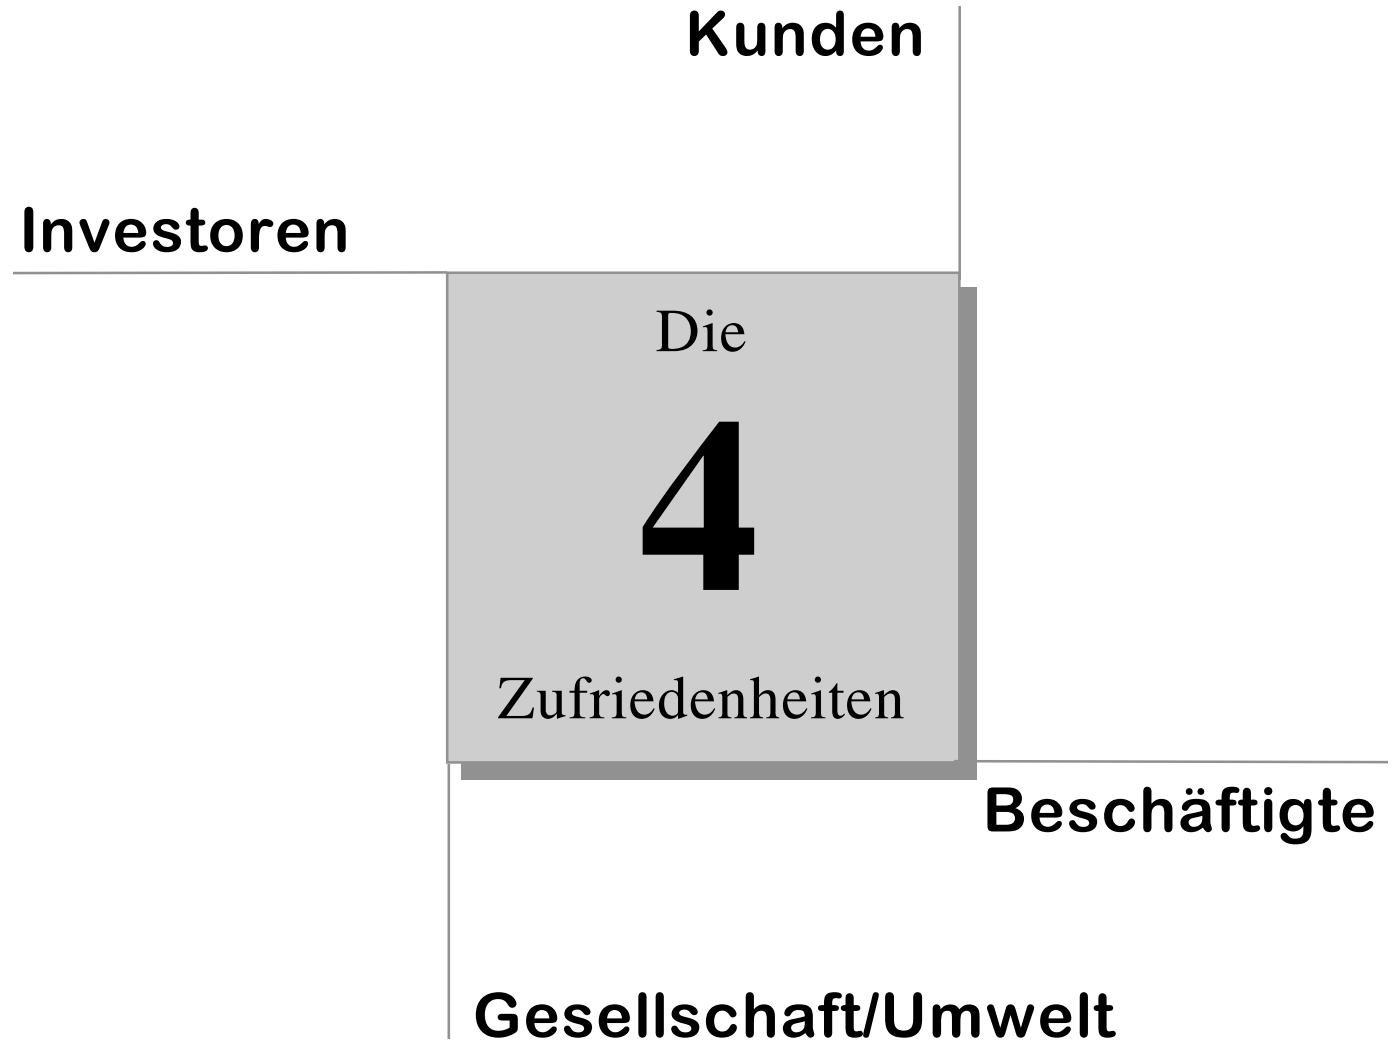 Kunden
Investoren
Die
4
Zufriedenheiten
Beschäftigte
Gesellschaft/Umwelt